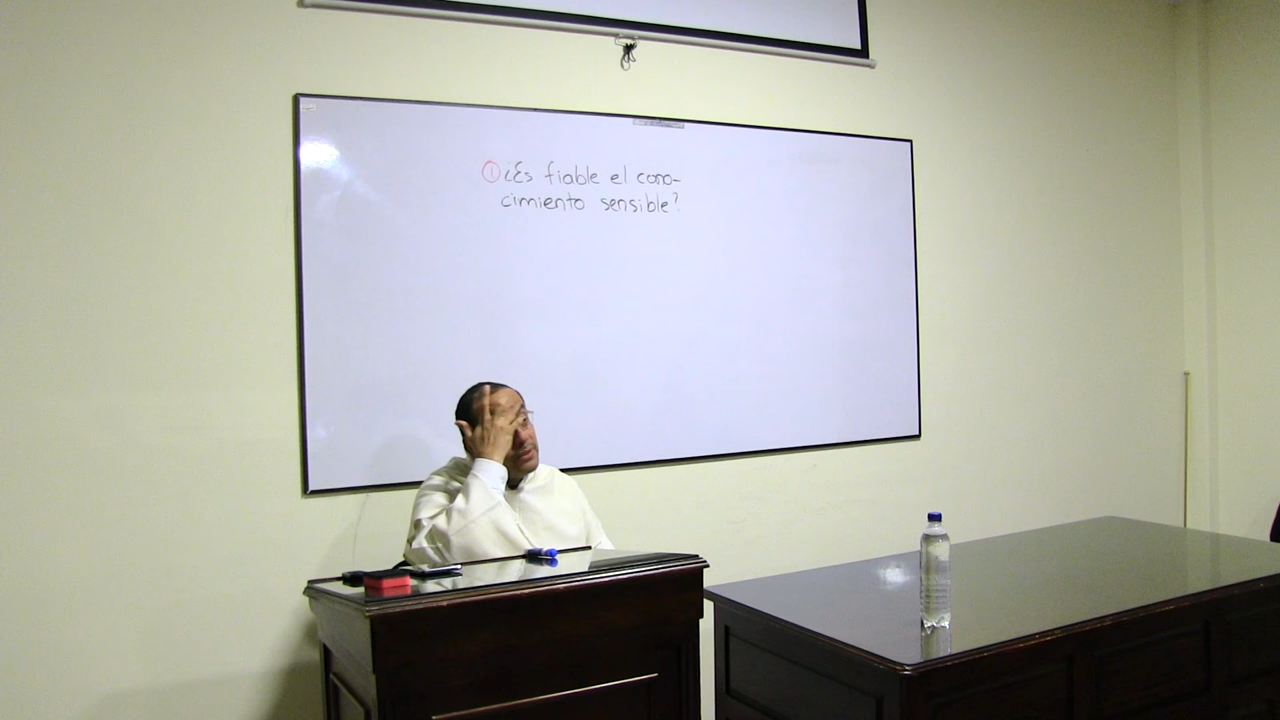 ① ¿Es fiable el cono-
cimiento sensible?